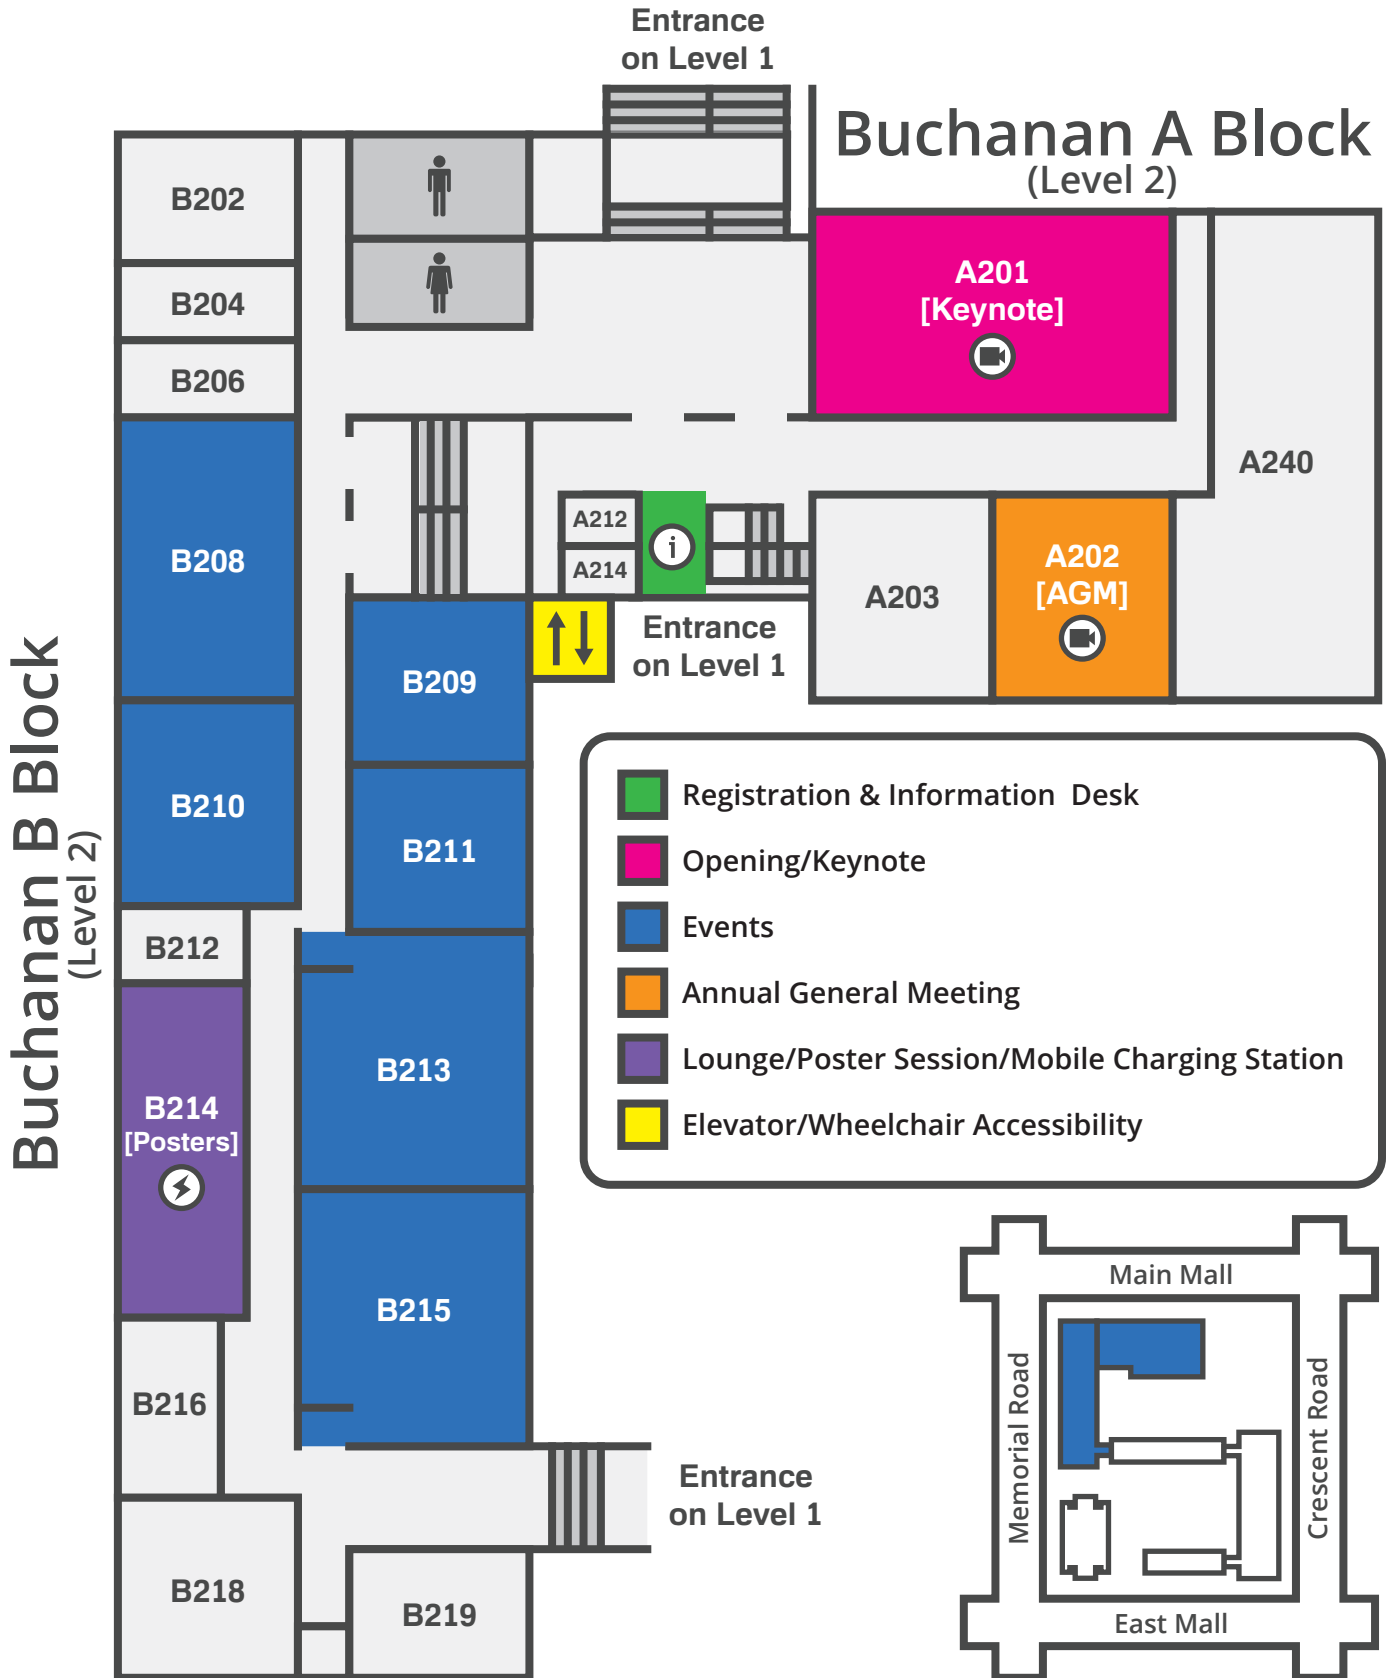 Entrance
on Level 1
Buchanan A Block
(Level 2)
B202
B204
B206
A201
[Keynote]
A240
B208
A212
i
A214
A203
A202
[AGM]
Entrance
on Level 1
B209
Buchanan B Block
(Level 2)
B210
B211
B212
B213
B214
[Posters]
B215
B216
B218
B219
Entrance
on Level 1
Registration & Information Desk
Opening/Keynote
Events
Annual General Meeting
Lounge/Poster Session/Mobile Charging Station
Elevator/Wheelchair Accessibility
Main Mall
Memorial Road
Crescent Road
East Mall